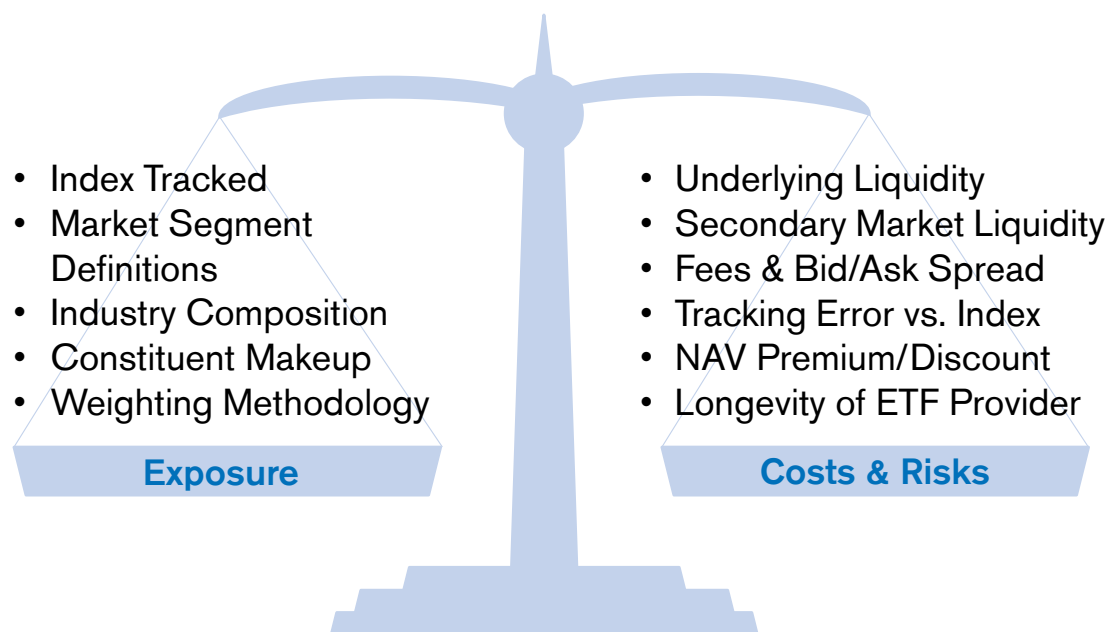 • Index Tracked
• Market Segment
Definitions
• Industry Composition
• Constituent Makeup
• Weighting Methodology
Exposure
• Underlying Liquidity
• Secondary Market Liquidity
• Fees & Bid/Ask Spread
• Tracking Error vs. Index
• NAV Premium/Discount
• Longevity of ETF Provider
Costs & Risks